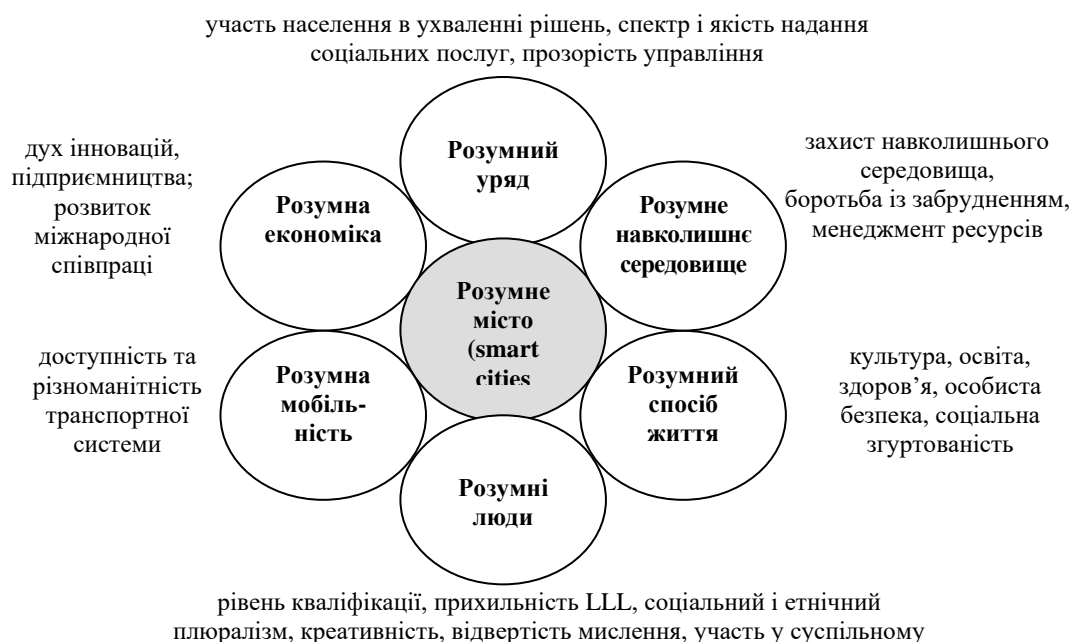 участь населення в ухваленні рішень, спектр і якість надання
соціальних послуг, прозорість управління
Розумний
уряд
дух інновацій,
підприємництва;
розвиток
міжнародної
співпраці
Розумна
економіка
Розумне
навколишнє
середовище
захист навколишнього
середовища,
боротьба із забрудненням,
менеджмент ресурсів
Розумне
місто
(smart
cities
доступність та
різноманітність
транспортної
системи
Розумна
мобіль-
ність
Розумний
спосіб
життя
культура, освіта,
здоров’я, особиста
безпека, соціальна
згуртованість
Розумні
люди
рівень кваліфікації, прихильність LLL, соціальний і етнічний
плюралізм, креативність, відвертість мислення, участь у суспільному